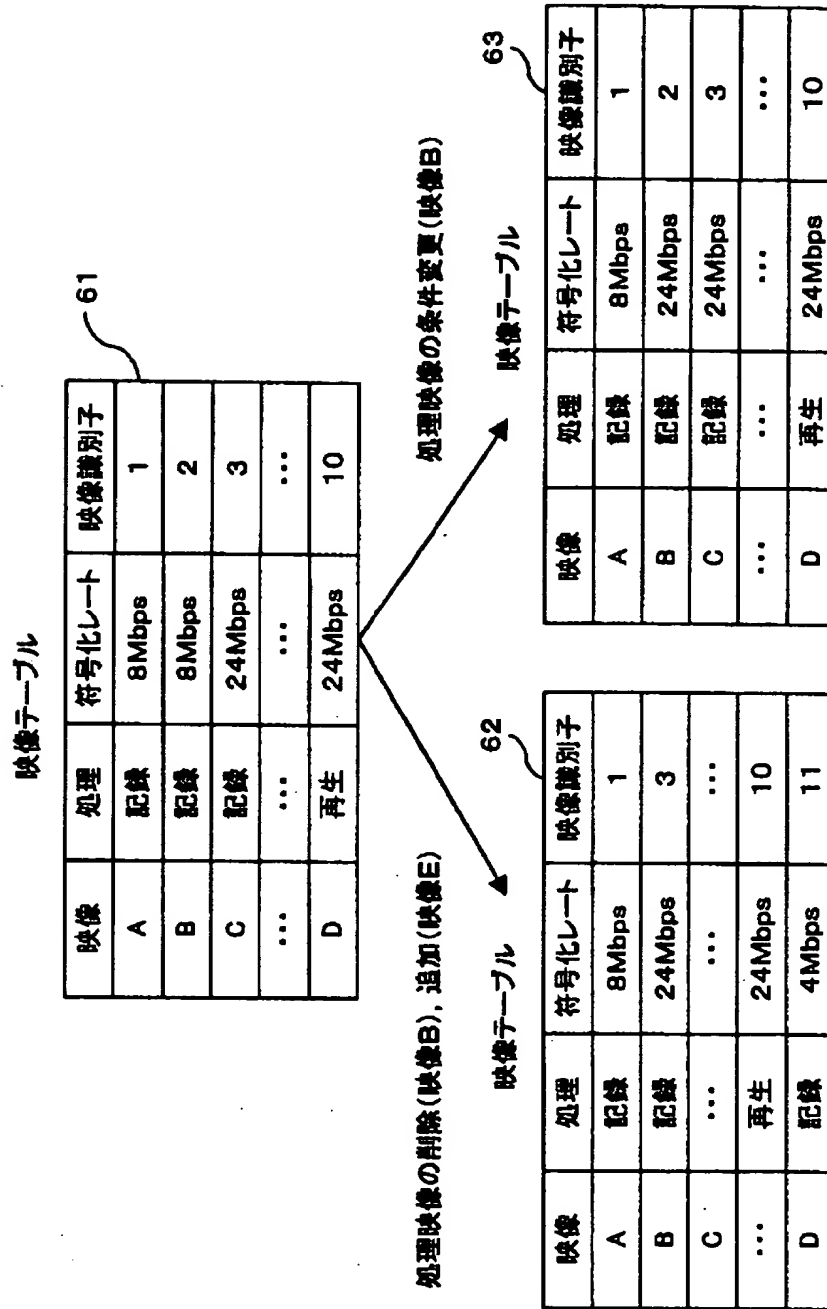 映像テーブル
61
映像 処理 符号化レート 映像識別子
A 記録 8Mbps 1
B 記録 8Mbps 2
C 記録 24Mbps 3
… … … …
D 再生 24Mbps 10
処理映像の削除(映像B), 追加(映像E)
映像テーブル
62
映像 処理 符号化レート 映像識別子
A 記録 8Mbps 1
B 記録 24Mbps 3
C … … …
… 再生 24Mbps 10
D 記録 4Mbps 11
処理映像の条件変更(映像B)
映像テーブル
63
映像 処理 符号化レート 映像識別子
A 記録 8Mbps 1
B 記録 24Mbps 2
C 記録 24Mbps 3
… … … …
D 再生 24Mbps 10